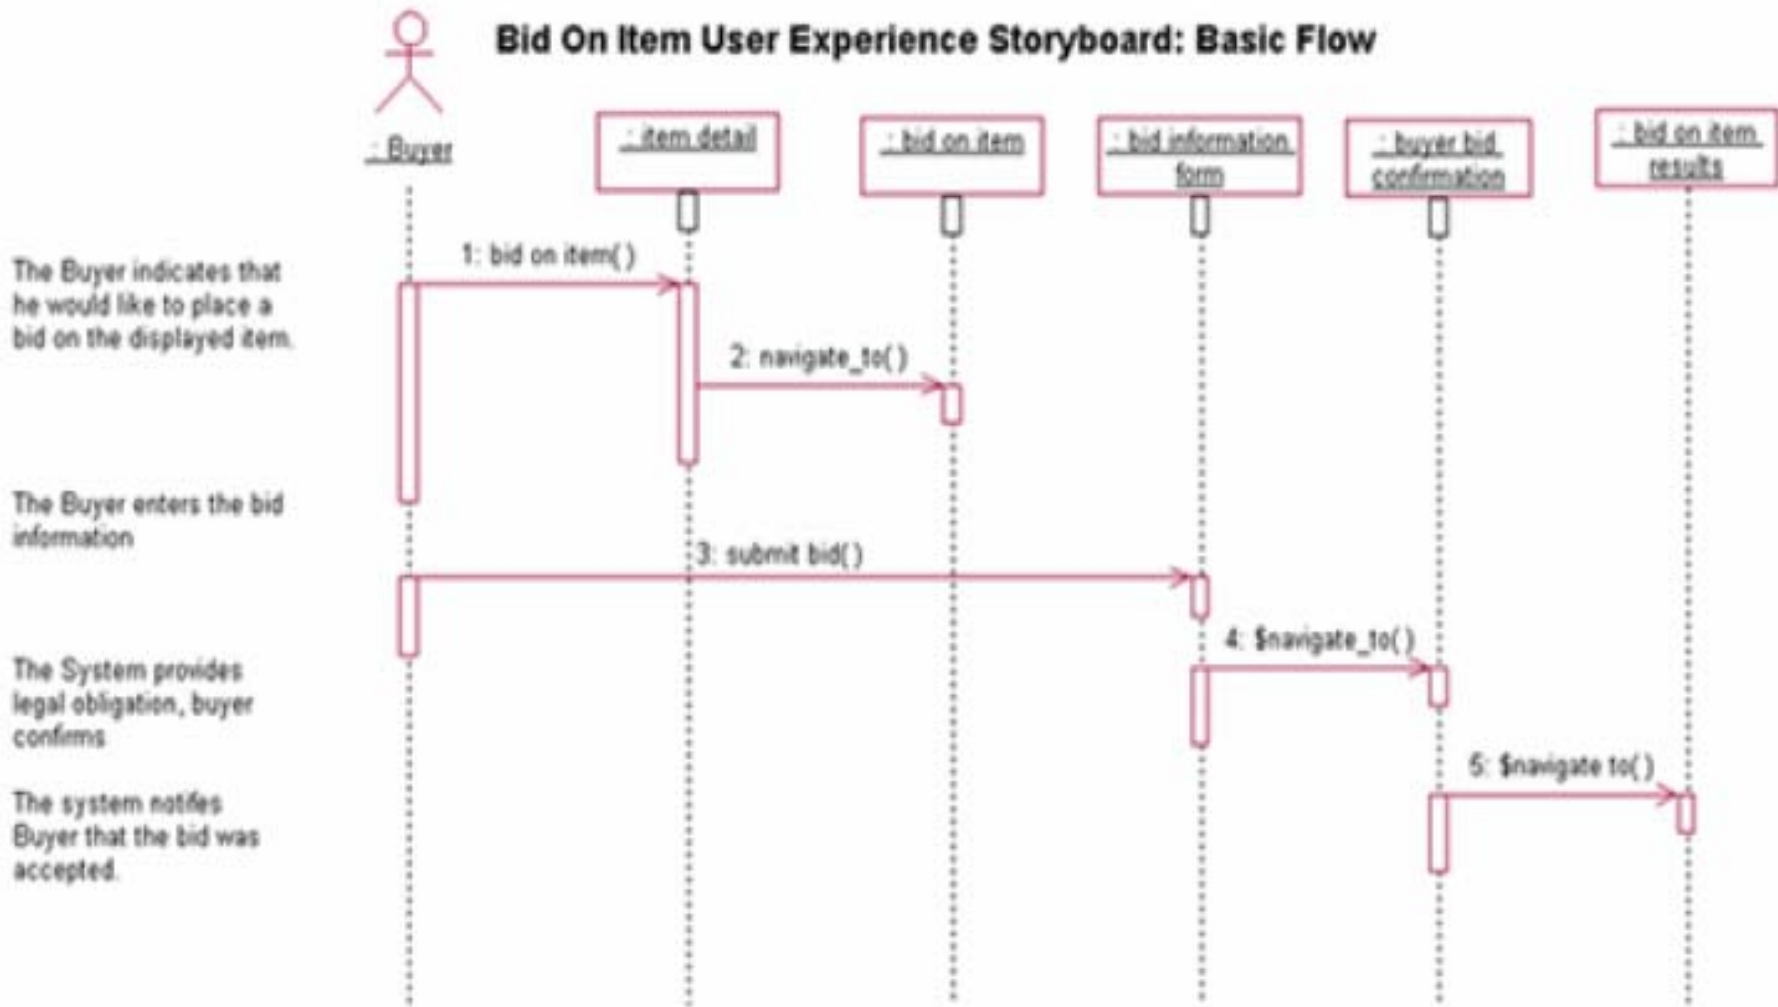 Bid On Item User Experience Storyboard: Basic Flow
: Buyer
: item detail
: bid on item
: bid information
form
: buyer bid
confirmation
: bid on item
results
The Buyer indicates that
he would like to place a
bid on the displayed item.
1: bid on item( )
2: navigate_to( )
The Buyer enters the bid
information
3: submit bid( )
The System provides
legal obligation, buyer
confirms
4: $navigate_to( )
The system notifes
Buyer that the bid was
accepted.
5: $navigate to( )